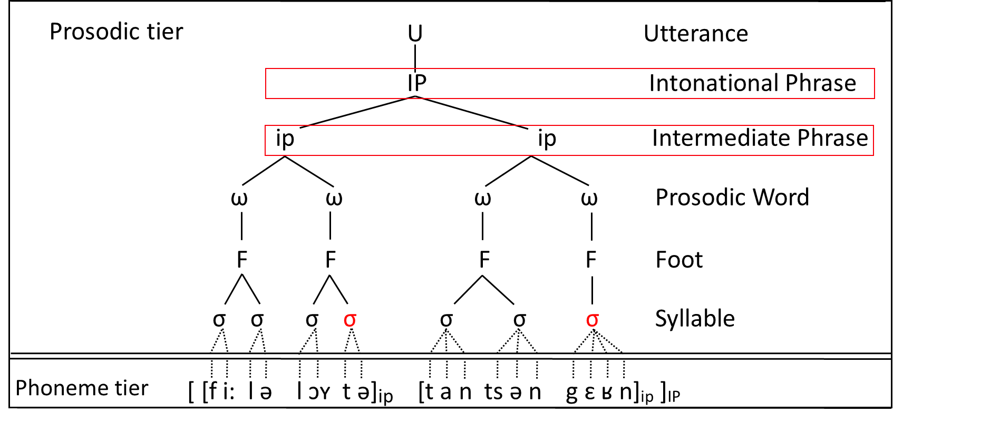 Prosodic tier U Utterance
IP Intonational Phrase
ip ip Intermediate Phrase
ω ω ω ω Prosodic Word
F F F F Foot
σ σ σ σ σ σ σ Syllable
Phoneme tier [ [f i: l ə l ɔʏ t ə]ip [t a n ts ə n g ɛ ʁ n]ip ]IP